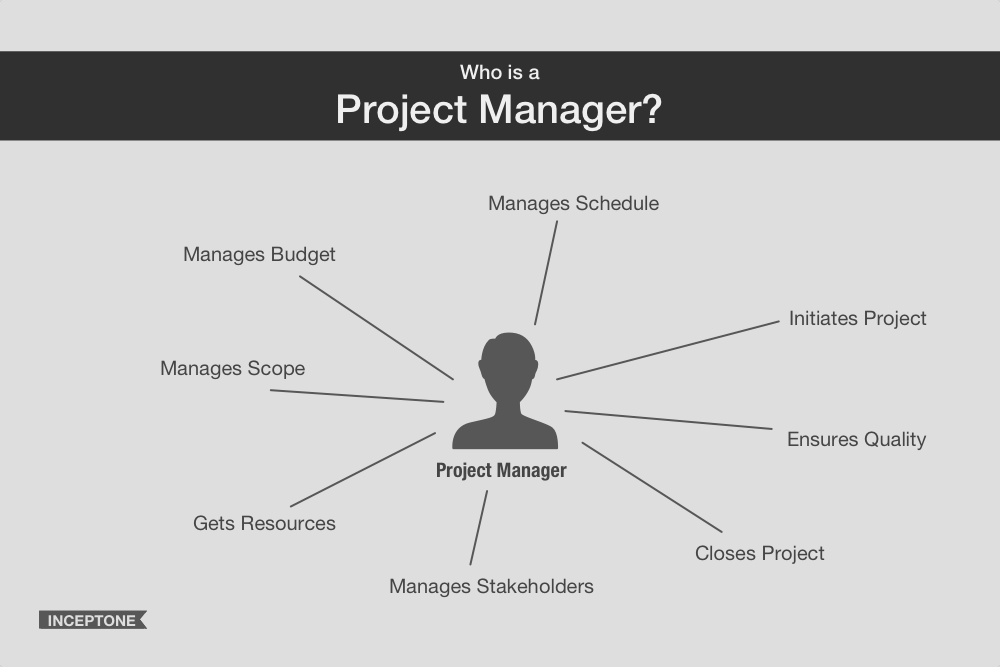 Who is a
Project Manager?
Manages Schedule
Manages Budget
Initiates Project
Manages Scope
Ensures Quality
Project Manager
Gets Resources
Closes Project
Manages Stakeholders
INCEPTONE